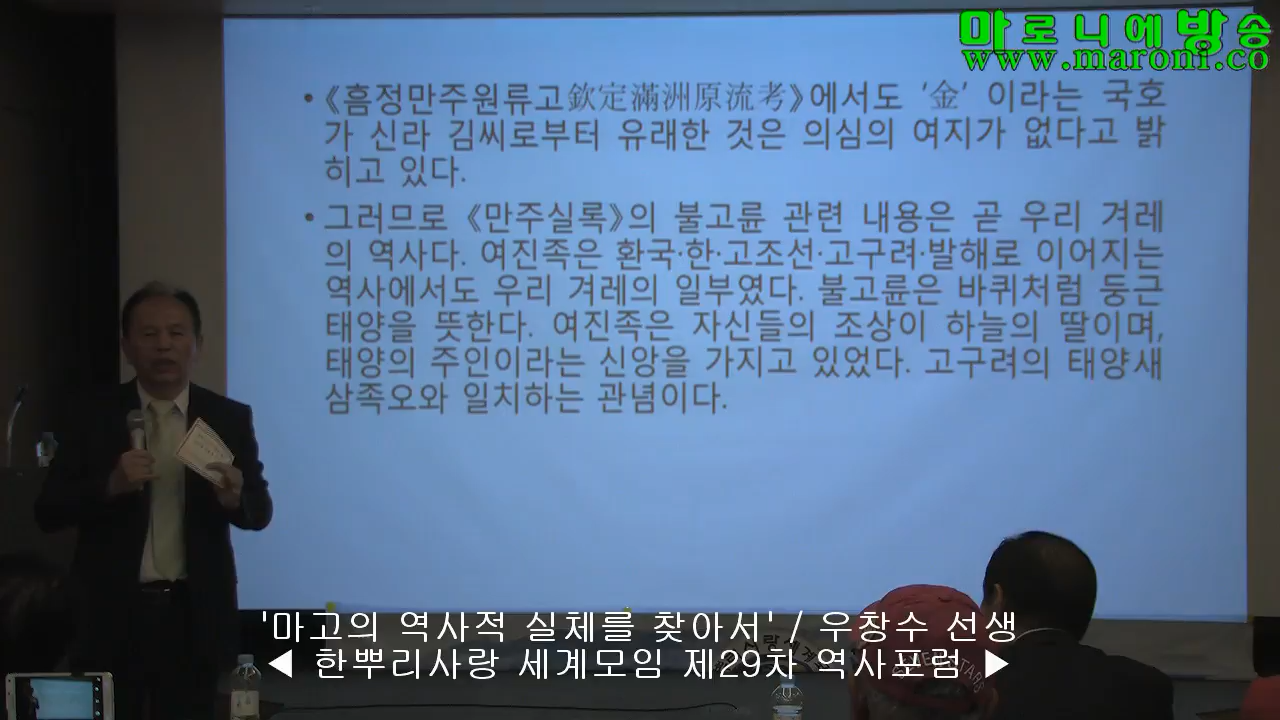 마로니에방송
www.maroni.co
• 《흠정만주원류고欽定滿洲原流考》에서도 '金' 이라는 국호
가 신라 김씨로부터 유래한 것은 의심의 여지가 없다고 밝
히고 있다.
• 그러므로 《만주실록》의 불고륜 관련 내용은 곧 우리 겨레
의 역사다. 여진족은 환국·한·고조선·고구려·발해로 이어지는
역사에서도 우리 겨레의 일부였다. 불고륜은 바퀴처럼 둥근
태양을 뜻한다. 여진족은 자신들의 조상이 하늘의 딸이며,
태양의 주인이라는 신앙을 가지고 있었다. 고구려의 태양새
삼족오와 일치하는 관념이다.
'마고의 역사적 실체를 찾아서' / 우창수 선생
◀ 한뿌리사랑 세계모임 제29차 역사포럼 ▶